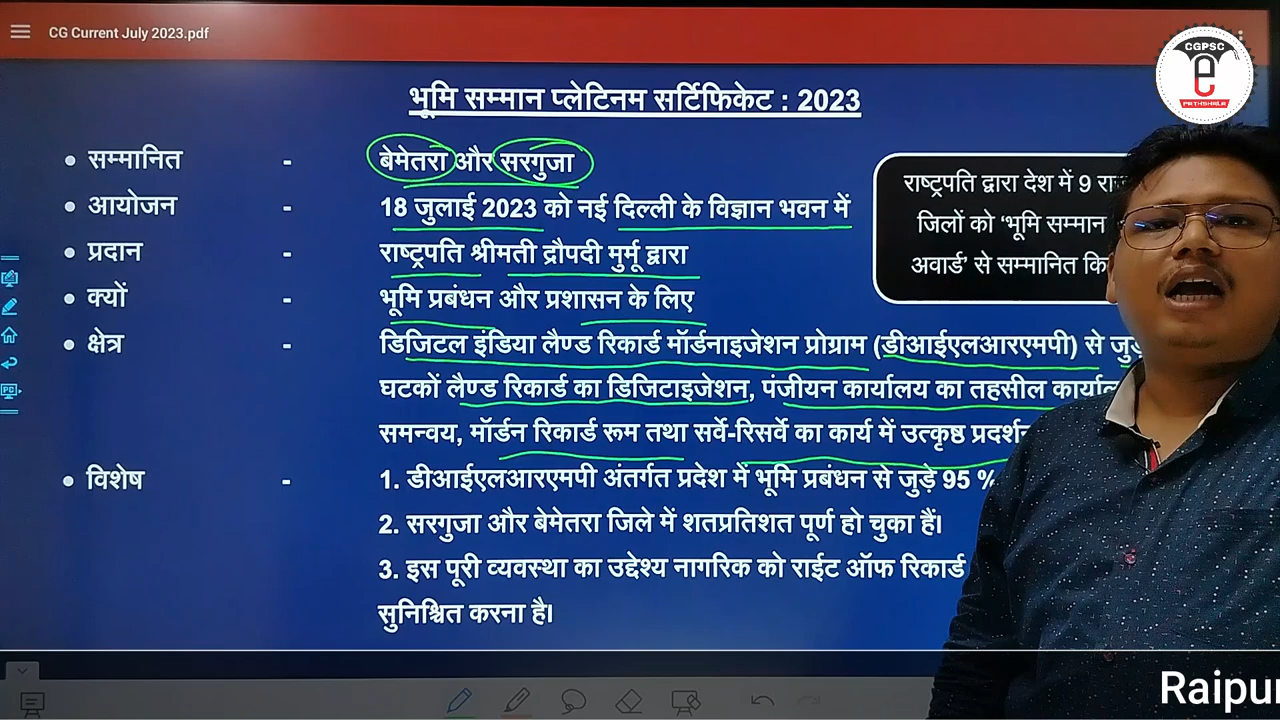 CG Current July 2023.pdf
CGPSC
e
PATHSHALA
भूमि सम्मान प्लेटिनम सर्टिफिकेट : 2023
• सम्मानित - बेमेतरा और सरगुजा
• आयोजन - 18 जुलाई 2023 को नई दिल्ली के विज्ञान भवन में
• प्रदान - राष्ट्रपति श्रीमती द्रौपदी मुर्मू द्वारा
• क्यों - भूमि प्रबंधन और प्रशासन के लिए
• क्षेत्र - डिजिटल इंडिया लैण्ड रिकार्ड मॉर्डनाइजेशन प्रोग्राम (डीआईएलआरएमपी) से
घटकों लैण्ड रिकार्ड का डिजिटाइजेशन, पंजीयन कार्यालय का तहसील
समन्वय, मॉर्डन रिकार्ड रूम तथा सर्वे-रिसर्वे का कार्य में उत्कृष्ठ
• विशेष - 1. डीआईएलआरएमपी अंतर्गत प्रदेश में भूमि प्रबंधन से जुड़े 95 %
2. सरगुजा और बेमेतरा जिले में शतप्रतिशत पूर्ण हो चुका हैं।
3. इस पूरी व्यवस्था का उद्देश्य नागरिक को राईट ऑफ रिकार्ड
सुनिश्चित करना है।
राष्ट्रपति द्वारा देश में 9
जिलों को ‘भूमि सम्मान
अवार्ड’ से सम्मानित
PC
Raipur